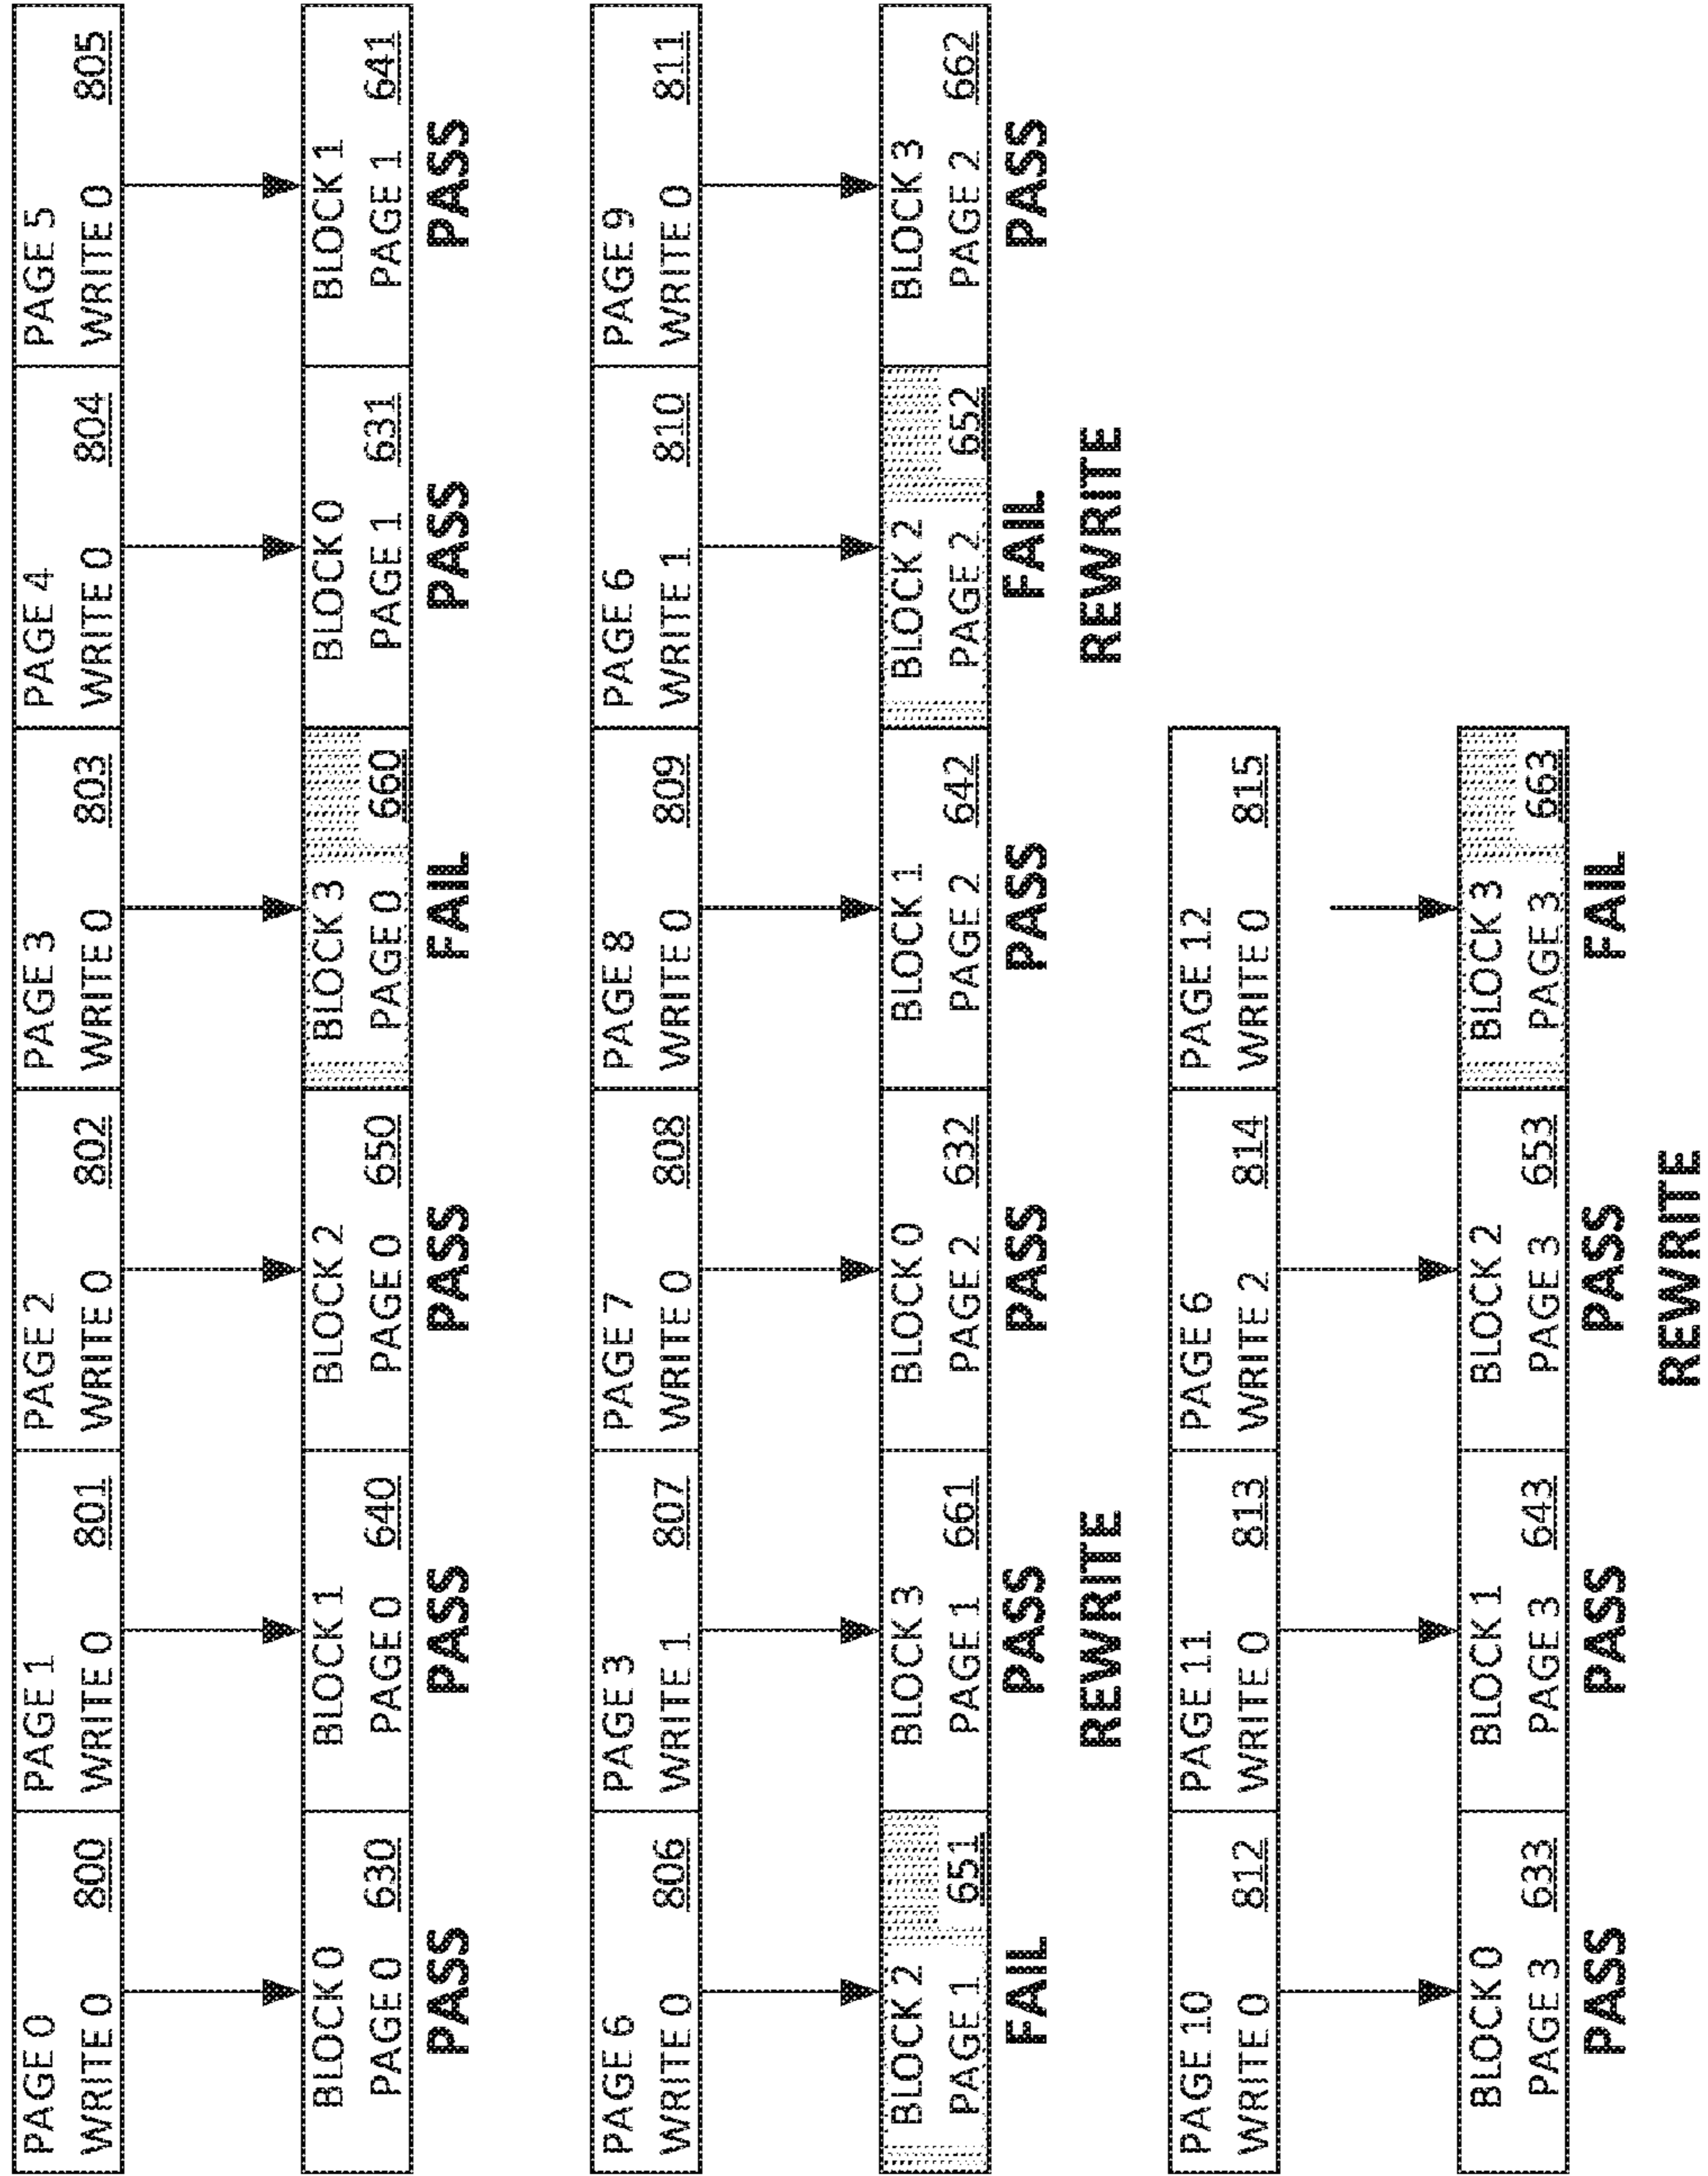 PAGE 0
WRITE 0 800
PAGE 1
WRITE 0 801
PAGE 2
WRITE 0 802
PAGE 3
WRITE 0 803
PAGE 4
WRITE 0 804
PAGE 5
WRITE 0 805
BLOCK 0
PAGE 0 630
PASS
BLOCK 1
PAGE 0 640
PASS
BLOCK 2
PAGE 0 650
PASS
BLOCK 3
PAGE 0 660
FAIL
BLOCK 0
PAGE 1 631
PASS
BLOCK 1
PAGE 1 641
PASS
PAGE 6
WRITE 0 806
PAGE 3
WRITE 1 807
PAGE 7
WRITE 0 808
PAGE 8
WRITE 0 809
PAGE 6
WRITE 1 810
PAGE 9
WRITE 0 811
BLOCK 2
PAGE 1 651
FAIL
BLOCK 3
PAGE 1 661
PASS
REWRITE
BLOCK 0
PAGE 2 632
PASS
BLOCK 1
PAGE 2 642
PASS
BLOCK 2
PAGE 2 652
FAIL
REWRITE
BLOCK 3
PAGE 2 662
PASS
PAGE 10
WRITE 0 812
PAGE 11
WRITE 0 813
PAGE 6
WRITE 2 814
PAGE 12
WRITE 0 815
BLOCK 0
PAGE 3 633
PASS
BLOCK 1
PAGE 3 643
PASS
BLOCK 2
PAGE 3 653
PASS
REWRITE
BLOCK 3
PAGE 3 663
FAIL